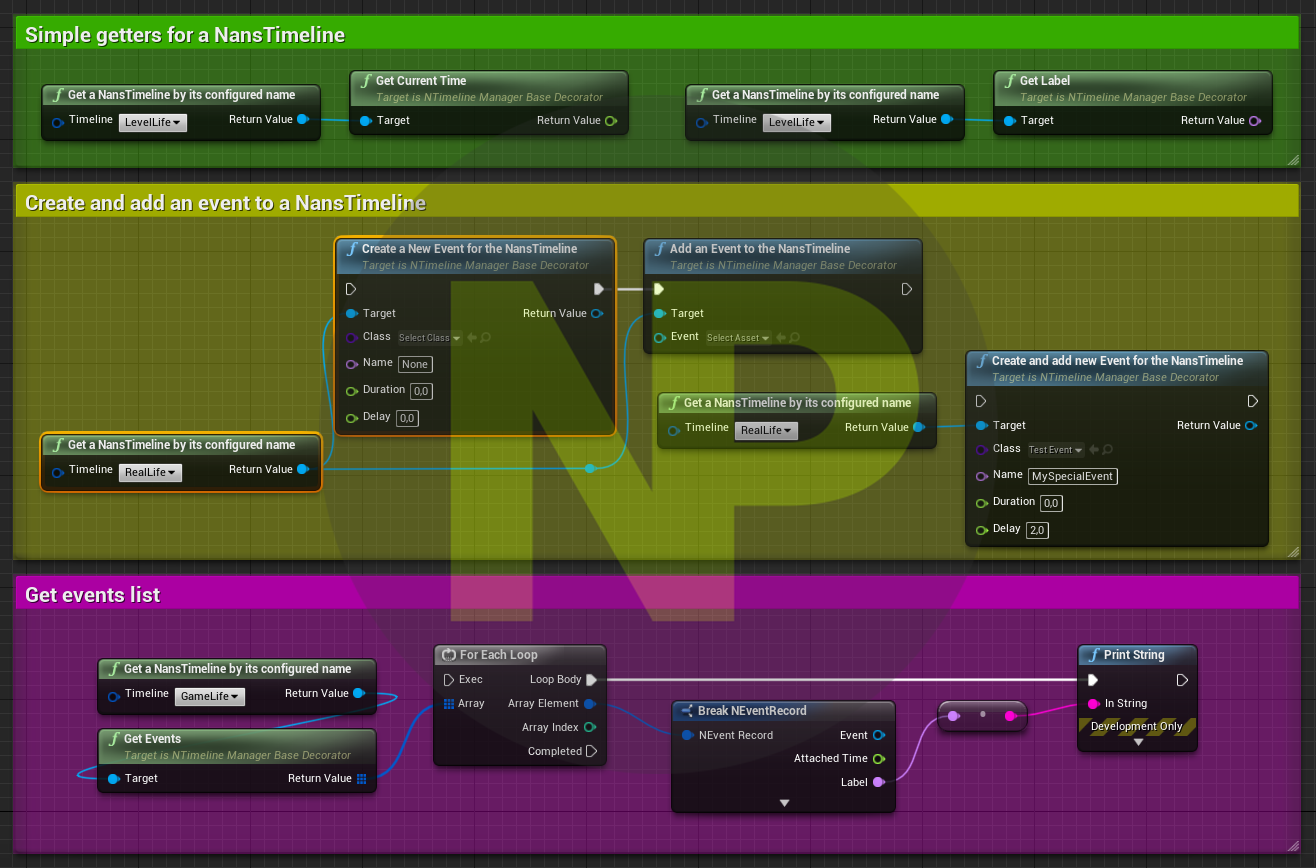 Simple getters for a NansTimeline
f Get a NansTimeline by its configured name
Timeline LevelLife Return Value
f Get Current Time
Target is NTimeline Manager Base Decorator
Target Return Value
f Get a NansTimeline by its configured name
Timeline LevelLife Return Value
f Get Label
Target is NTimeline Manager Base Decorator
Target Return Value
Create and add an event to a NansTimeline
f Create a New Event for the NansTimeline
Target is NTimeline Manager Base Decorator
Target Return Value
Class Select Class
Name None
Duration 0,0
Delay 0,0
f Add an Event to the NansTimeline
Target is NTimeline Manager Base Decorator
Target
Event Select Asset
f Get a NansTimeline by its configured name
Timeline RealLife Return Value
f Get a NansTimeline by its configured name
Timeline RealLife Return Value
f Create and add new Event for the NansTimeline
Target is NTimeline Manager Base Decorator
Target Return Value
Class Test Event
Name MySpecialEvent
Duration 0,0
Delay 2,0
NP
Get events list
f Get a NansTimeline by its configured name
Timeline GameLife Return Value
f Get Events
Target is NTimeline Manager Base Decorator
Target Return Value
For Each Loop
Exec Loop Body
Array Array Element
Array Index
Completed
Break NEventRecord
NEvent Record Event
Attached Time
Label
f Print String
In String
Development Only